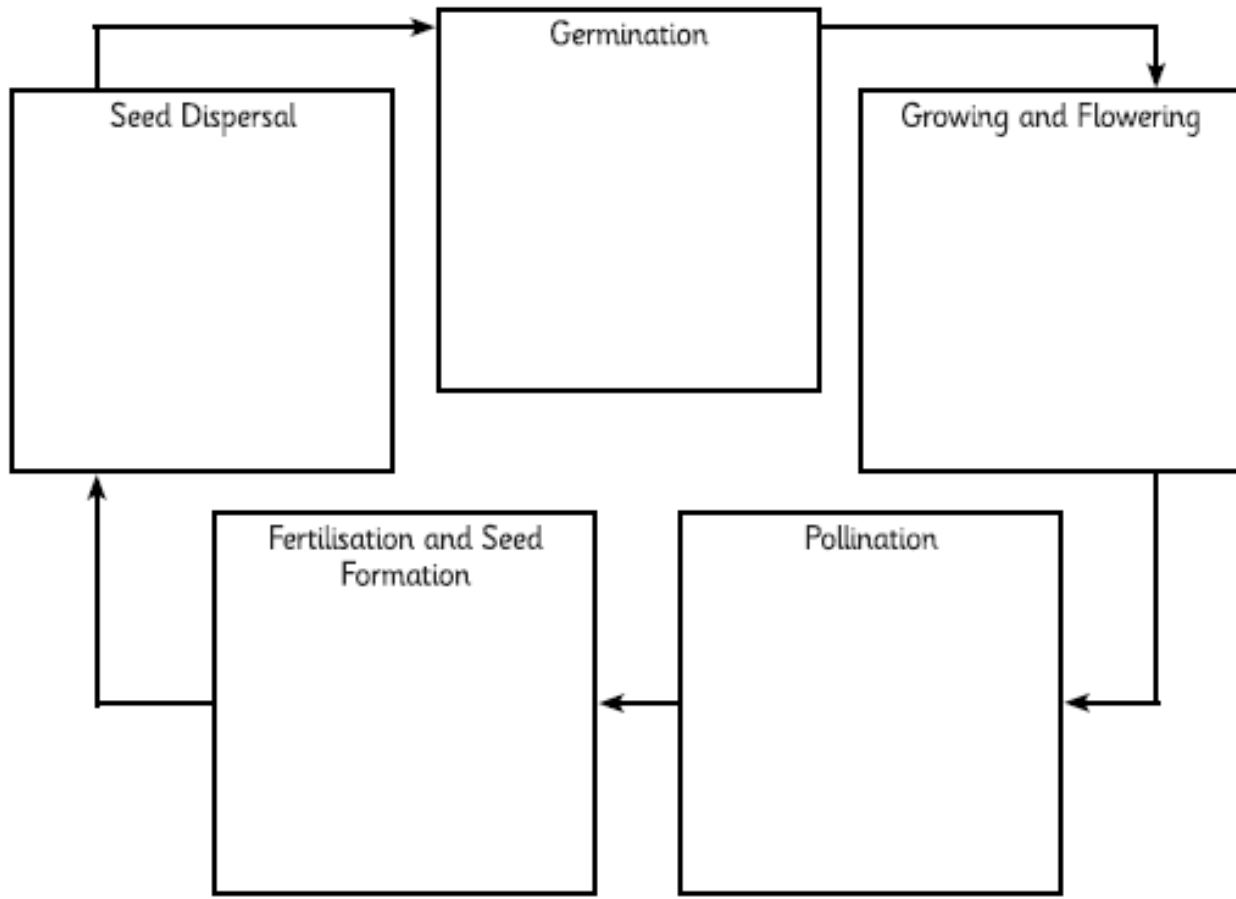 Germination
Seed Dispersal
Growing and Flowering
Fertilisation and Seed
Formation
Pollination